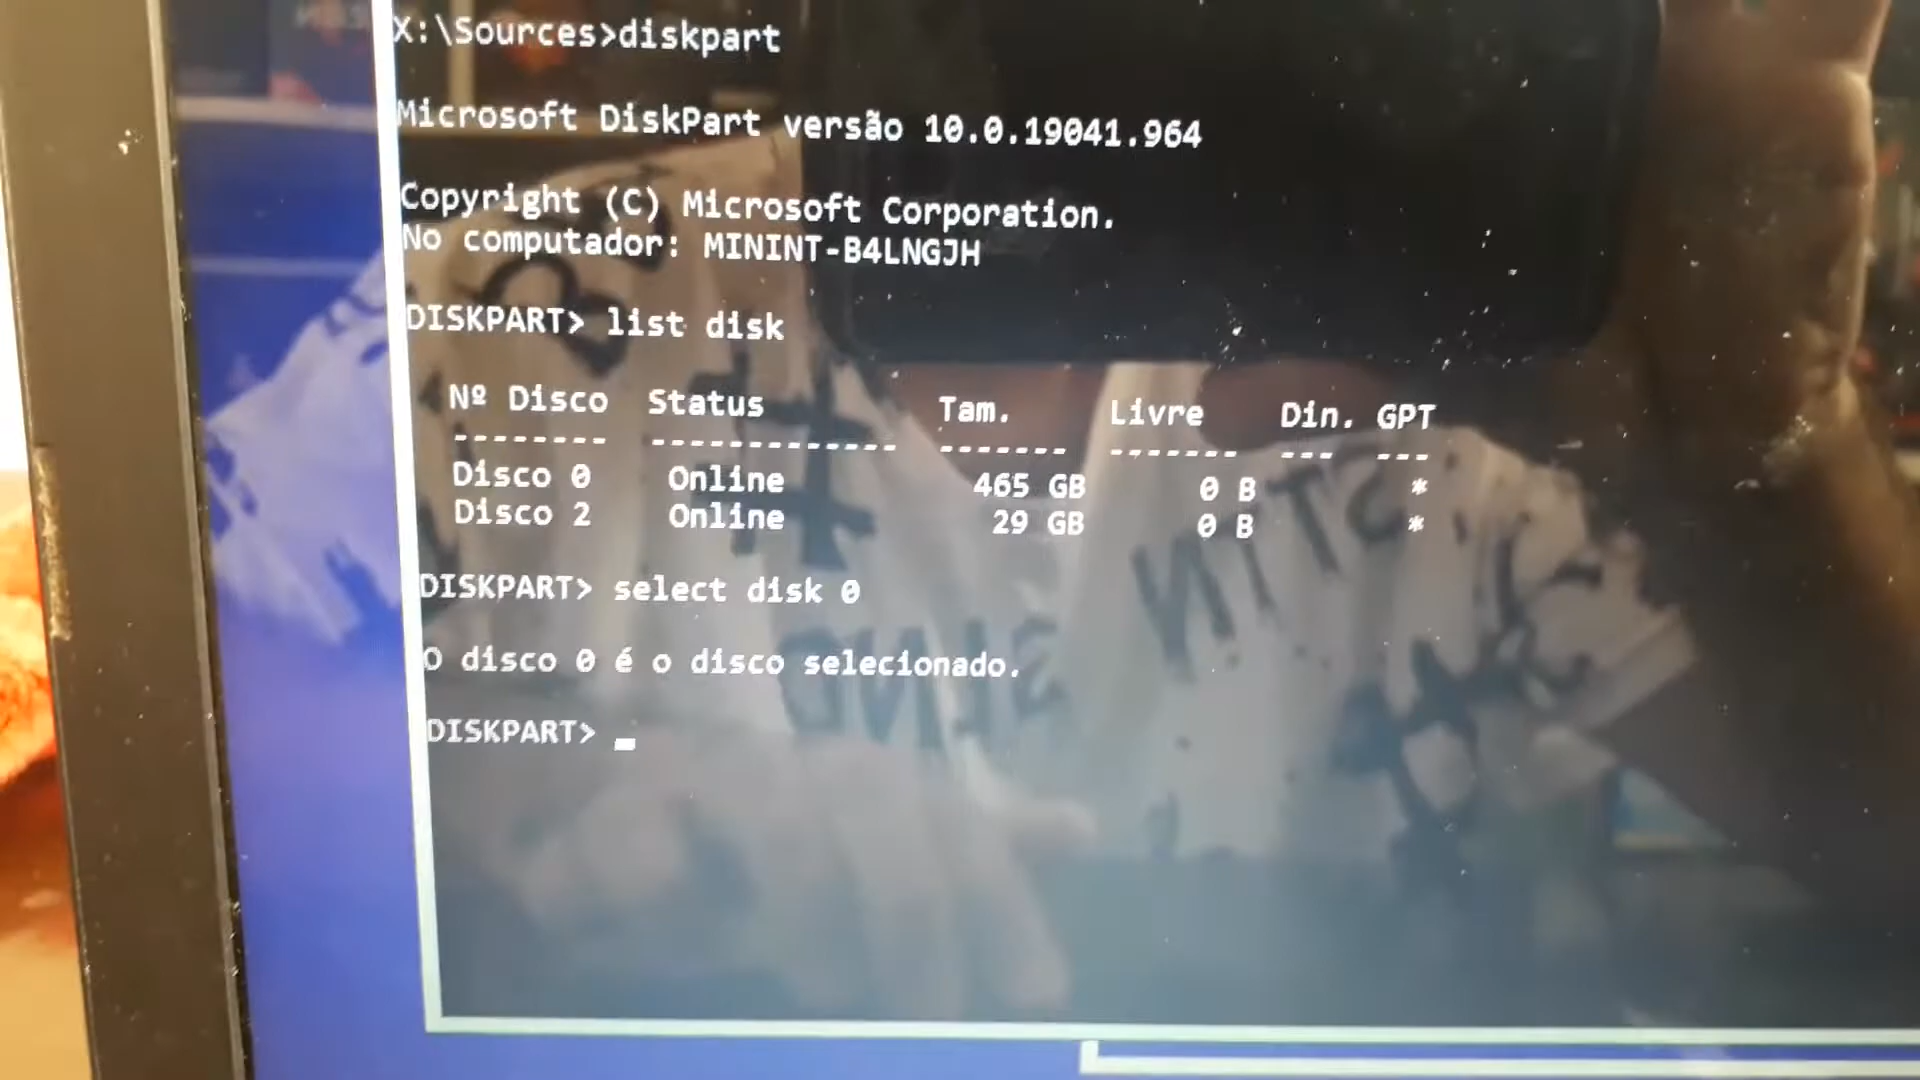 X:\Sources>diskpart
Microsoft DiskPart versão 10.0.19041.964
Copyright (C) Microsoft Corporation.
No computador: MININT-B4LNGJH
DISKPART> list disk
Nº Disco Status Tam. Livre Din. GPT
-------- ------------- ------- ------- --- ---
Disco 0 Online 465 GB 0 B *
Disco 2 Online 29 GB 0 B *
DISKPART> select disk 0
O disco 0 é o disco selecionado.
DISKPART> _